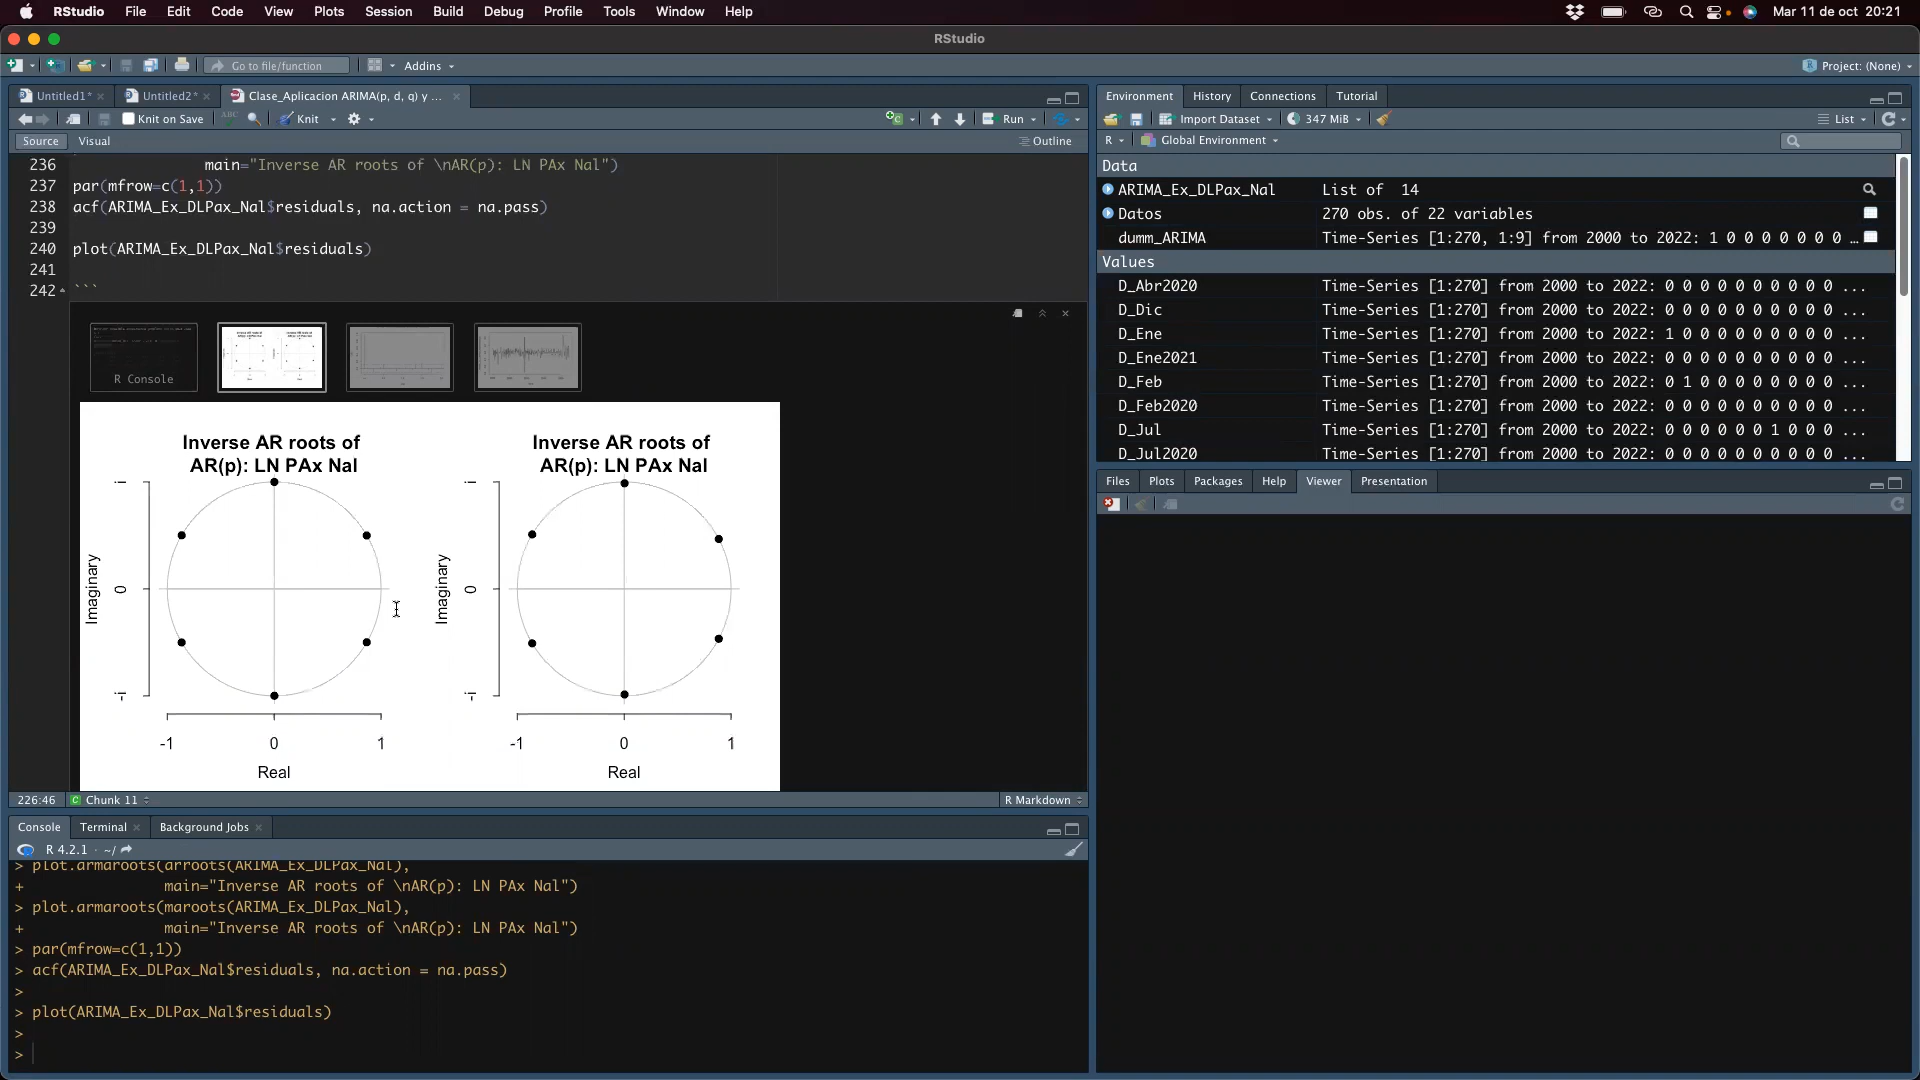 RStudio File Edit Code View Plots Session Build Debug Profile Tools Window Help Mar 11 de oct 20:21
RStudio
Go to file/function Addins Project: (None)
Untitled1* Untitled2* Clase_Aplicacion ARIMA(p, d, q) y ...
Knit on Save ABC Knit Run
Source Visual Outline
236 main="Inverse AR roots of \nAR(p): LN PAx Nal")
237 par(mfrow=c(1,1))
238 acf(ARIMA_Ex_DLPax_Nal$residuals, na.action = na.pass)
239
240 plot(ARIMA_Ex_DLPax_Nal$residuals)
241
242 ```
R Console
Inverse AR roots of
AR(p): LN PAx Nal
Imaginary
i
0
-i
-1 0 1
Real
Inverse AR roots of
AR(p): LN PAx Nal
Imaginary
i
0
-i
-1 0 1
Real
226:46 Chunk 11 R Markdown
Console Terminal Background Jobs
R 4.2.1 · ~/
> plot.armaroots(arroots(ARIMA_Ex_DLPax_Nal),
+ main="Inverse AR roots of \nAR(p): LN PAx Nal")
> plot.armaroots(maroots(ARIMA_Ex_DLPax_Nal),
+ main="Inverse AR roots of \nAR(p): LN PAx Nal")
> par(mfrow=c(1,1))
> acf(ARIMA_Ex_DLPax_Nal$residuals, na.action = na.pass)
>
> plot(ARIMA_Ex_DLPax_Nal$residuals)
>
>
Environment History Connections Tutorial
Import Dataset 347 MiB List
R Global Environment
Data
ARIMA_Ex_DLPax_Nal List of 14
Datos 270 obs. of 22 variables
dumm_ARIMA Time-Series [1:270, 1:9] from 2000 to 2022: 1 0 0 0 0 0 0 0 …
Values
D_Abr2020 Time-Series [1:270] from 2000 to 2022: 0 0 0 0 0 0 0 0 0 0 ...
D_Dic Time-Series [1:270] from 2000 to 2022: 0 0 0 0 0 0 0 0 0 0 ...
D_Ene Time-Series [1:270] from 2000 to 2022: 1 0 0 0 0 0 0 0 0 0 ...
D_Ene2021 Time-Series [1:270] from 2000 to 2022: 0 0 0 0 0 0 0 0 0 0 ...
D_Feb Time-Series [1:270] from 2000 to 2022: 0 1 0 0 0 0 0 0 0 0 ...
D_Feb2020 Time-Series [1:270] from 2000 to 2022: 0 0 0 0 0 0 0 0 0 0 ...
D_Jul Time-Series [1:270] from 2000 to 2022: 0 0 0 0 0 0 1 0 0 0 ...
D_Jul2020 Time-Series [1:270] from 2000 to 2022: 0 0 0 0 0 0 0 0 0 0 ...
Files Plots Packages Help Viewer Presentation